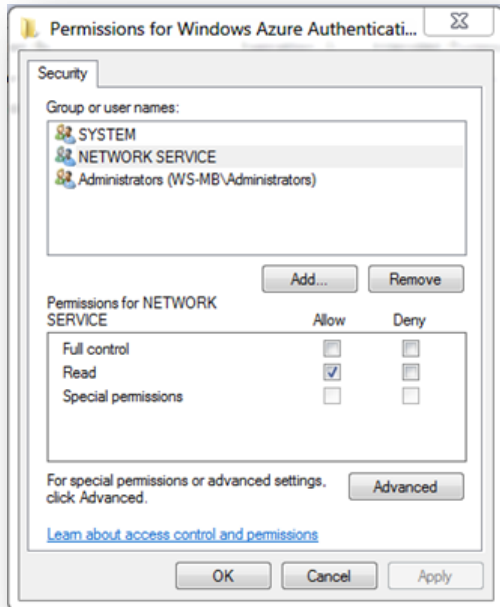 Permissions for Windows Azure Authenticati...
Security
Group or user names:
SYSTEM
NETWORK SERVICE
Administrators (WS-MB\Administrators)
Add... Remove
Permissions for NETWORK
SERVICE Allow Deny
Full control
Read
Special permissions
For special permissions or advanced settings,
click Advanced. Advanced
Learn about access control and permissions
OK Cancel Apply